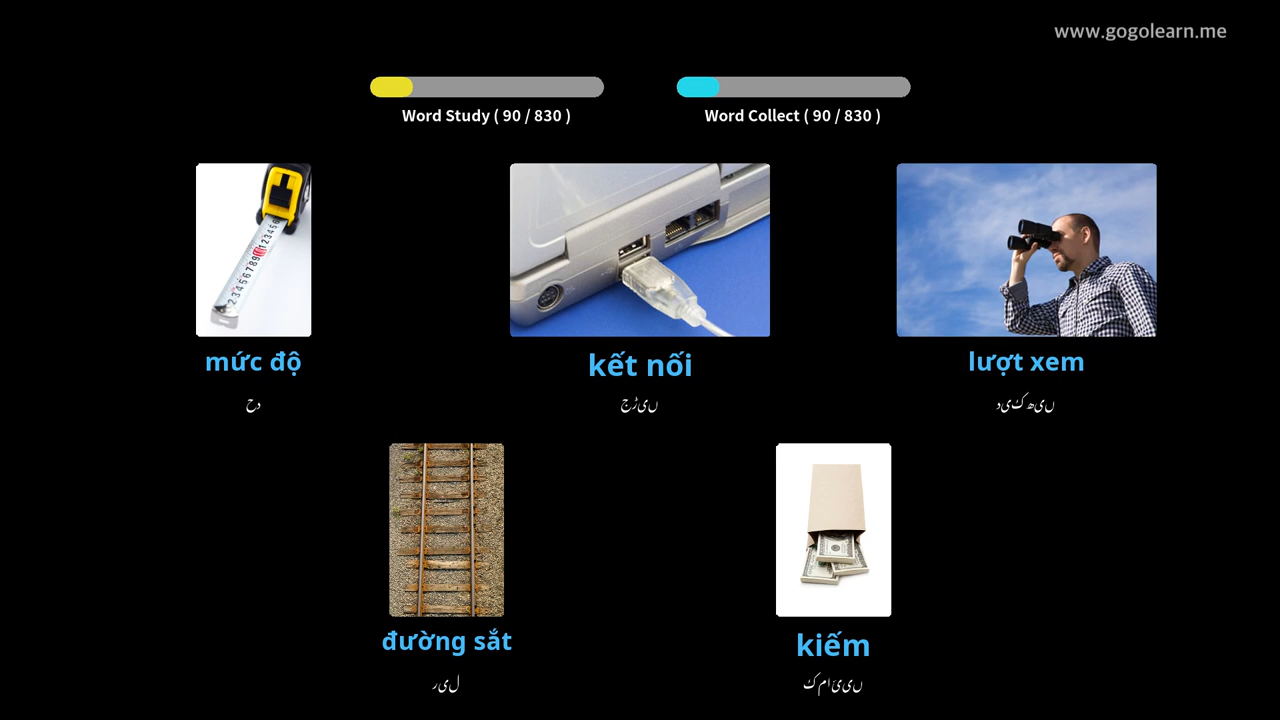 www.gogolearn.me
Word Study ( 90 / 830 )
Word Collect ( 90 / 830 )
mức độ
kết nối
lượt xem
حد
جڑیں
دیکھیں
đường sắt
kiếm
ریل
کمائیں